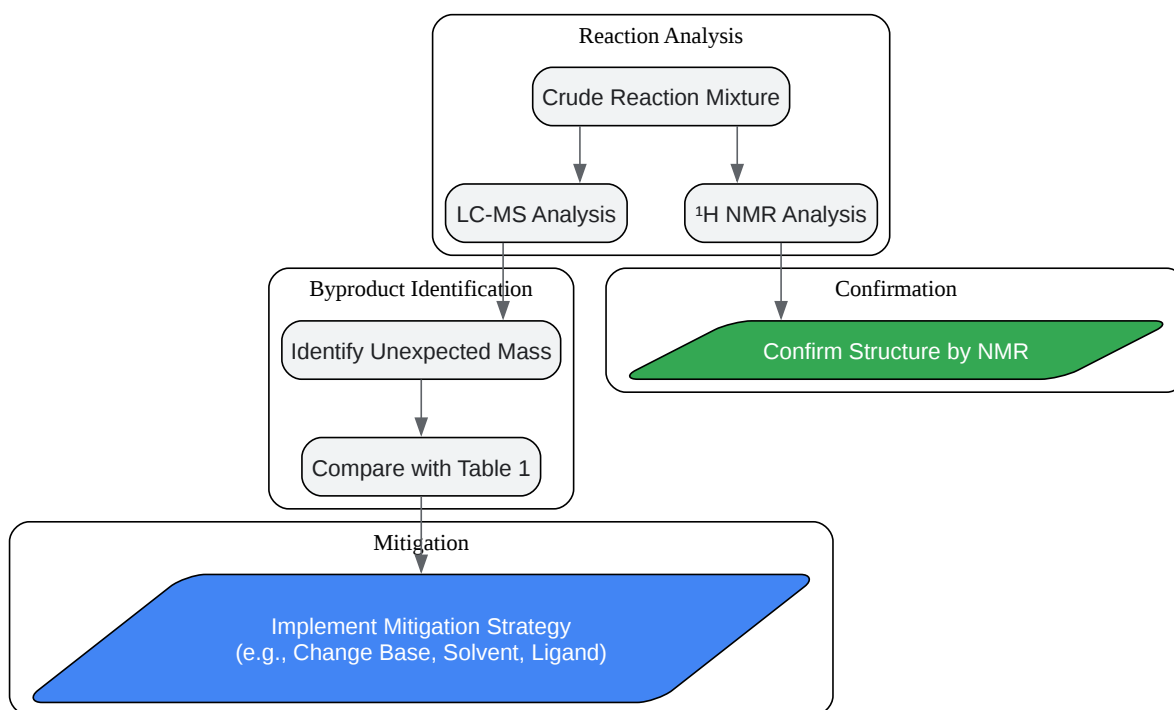 Reaction Analysis
Crude Reaction Mixture
LC-MS Analysis
¹H NMR Analysis
Byproduct Identification
Confirmation
Identify Unexpected Mass
Confirm Structure by NMR
Compare with Table 1
Mitigation
Implement Mitigation Strategy
(e.g., Change Base, Solvent, Ligand)